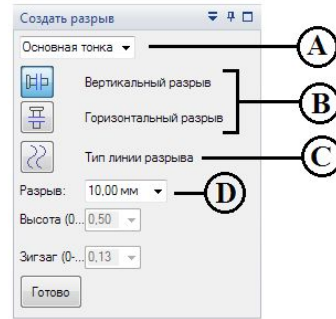 Создать разрыв
Основная тонка
A
Вертикальный разрыв
B
Горизонтальный разрыв
Тип линии разрыва
C
Разрыв: 10,00 мм
D
Высота (0... 0,50
Зигзаг (0-... 0,13
Готово